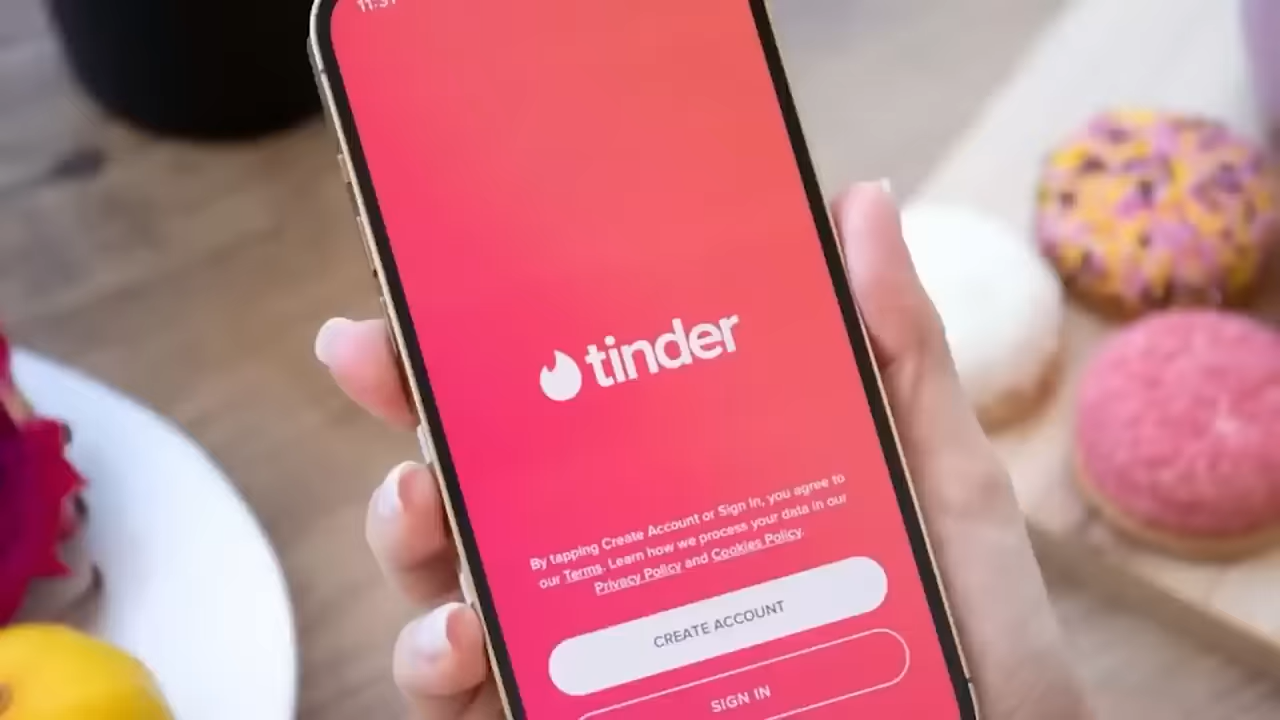 tinder
By tapping Create Account or Sign In, you agree to
our Terms. Learn how we process your data in our
Privacy Policy and Cookies Policy.
CREATE ACCOUNT
SIGN IN